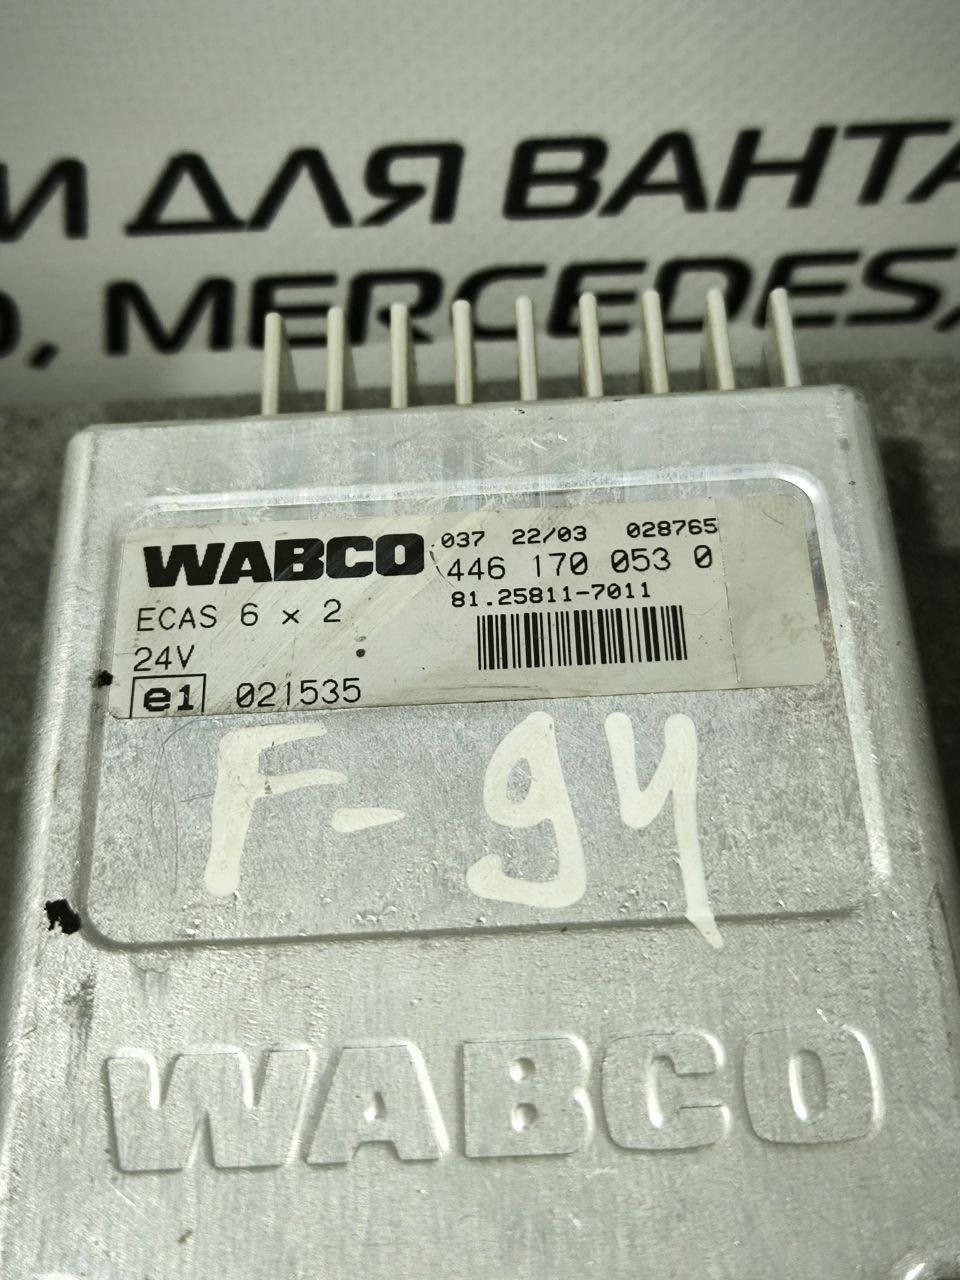 ДЛЯ ВАНТА
, MERCEDES,
WABCO
037 22/03 028765
446 170 053 0
81.25811-7011
ECAS 6 x 2
24V
e1 021535
F-94
WABCO